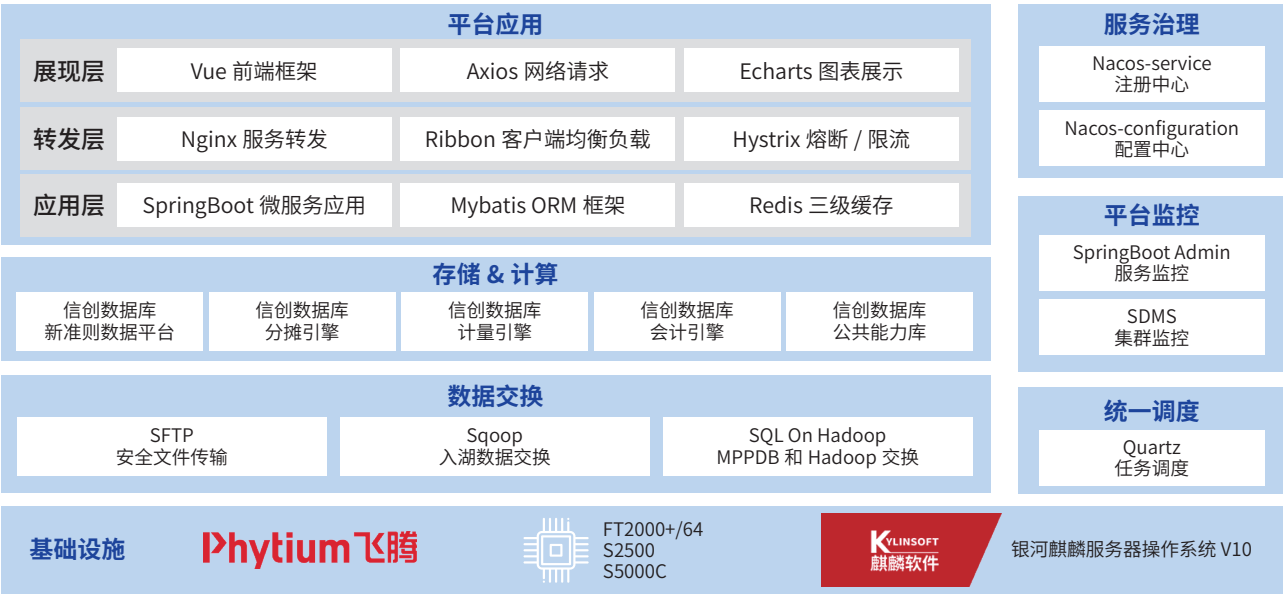 平台应用
展现层
Vue 前端框架
Axios 网络请求
Echarts 图表展示
转发层
Nginx 服务转发
Ribbon 客户端均衡负载
Hystrix 熔断 / 限流
应用层
SpringBoot 微服务应用
Mybatis ORM 框架
Redis 三级缓存
存储 & 计算
信创数据库
新准则数据平台
信创数据库
分摊引擎
信创数据库
计量引擎
信创数据库
会计引擎
信创数据库
公共能力库
数据交换
SFTP
安全文件传输
Sqoop
入湖数据交换
SQL On Hadoop
MPPDB 和 Hadoop 交换
服务治理
Nacos-service
注册中心
Nacos-configuration
配置中心
平台监控
SpringBoot Admin
服务监控
SDMS
集群监控
统一调度
Quartz
任务调度
基础设施
Phytium飞腾
FT2000+/64
S2500
S5000C
KYLINSOFT
麒麟软件
银河麒麟服务器操作系统 V10